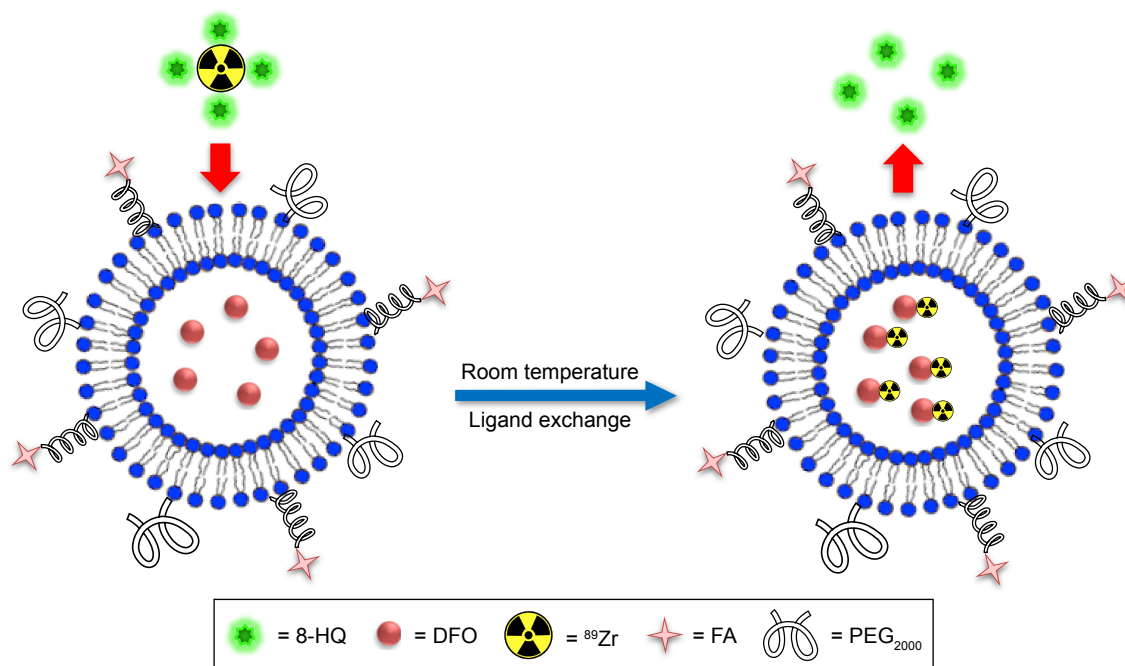 Room temperature
Ligand exchange
= 8-HQ = DFO = ⁸⁹Zr = FA = PEG₂₀₀₀